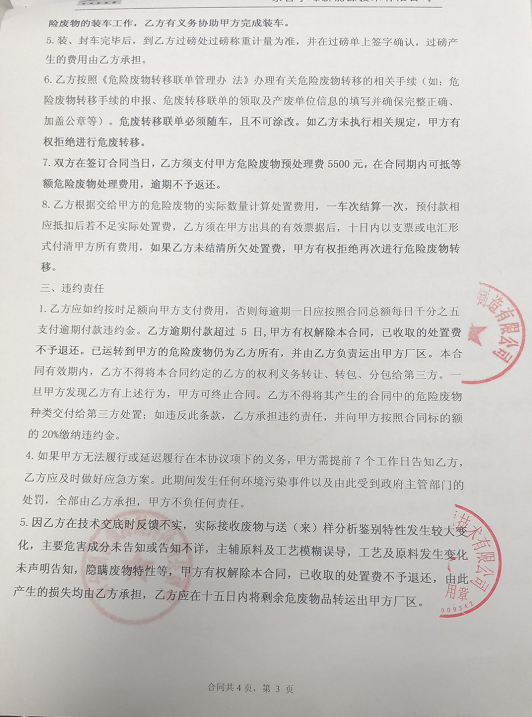 险废物的装车工作，乙方有义务协助甲方完成装车。
5. 装、封车完毕后，到乙方过磅处过磅称重计量为准，并在过磅单上签字确认，过磅产
生的费用由乙方承担。
6. 乙方按照《危险废物转移联单管理办 法》办理有关危险废物转移的相关手续（如：危
险废物转移手续的申报、危废转移联单的领取及产废单位信息的填写并确保完整正确、
加盖公章等）。危废转移联单必须随车，且不可涂改。如乙方未执行相关规定，甲方有
权拒绝进行危废转移。
7. 双方在签订合同当日，乙方须支付甲方危险废物预处理费 5500 元，在合同期内可抵等
额危险废物处理费用，逾期不予返还。
8. 乙方根据交给甲方的危险废物的实际数量计算处置费用，一车次结算一次，预付款相
应抵扣后若不足实际处置费，乙方须在甲方出具的有效票据后，十日内以支票或电汇形
式付清甲方所有费用，如果乙方未结清所欠处置费，甲方有权拒绝再次进行危险废物转
移。
三、违约责任
1. 乙方应如约按时足额向甲方支付费用，否则每逾期一日应按照合同总额每日千分之五
支付逾期付款违约金。乙方逾期付款超过 5 日，甲方有权解除本合同，已收取的处置费
不予退还。已运转到甲方的危险废物仍为乙方所有，并由乙方负责运出甲方厂区。本合
同有效期内，乙方不得将本合同约定的乙方的权利义务转让、转包、分包给第三方。一
旦甲方发现乙方有上述行为，甲方可终止合同。乙方不得将其产生的合同中的危险废物
种类交付给第三方处置；如违反此条款，乙方承担违约责任，并向甲方按照合同标的额
的 20%缴纳违约金。
4. 如果甲方无法履行或延迟履行在本协议项下的义务，甲方需提前 7 个工作日告知乙方，
乙方应及时做好应急方案。此期间发生任何环境污染事件以及由此受到政府主管部门的
处罚，全部由乙方承担，甲方不负任何责任。
5. 因乙方在技术交底时反馈不实，实际接收废物与送（来）样分析鉴别特性发生较大变
化，主要危害成分未告知或告知不详，主辅原料及工艺模糊误导，工艺及原料发生变化
未声明告知，隐瞒废物特性等，甲方有权解除本合同，已收取的处置费不予退还，由此
产生的损失均由乙方承担，乙方应在十五日内将剩余危废物品转运出甲方厂区。
造有限公司
技术有限公司
用章
009342
合同共 4 页，第 3 页